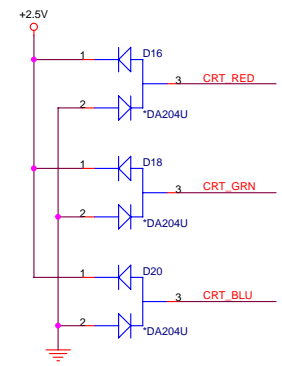 +2.5V
1
D16
3
CRT_RED
2
*DA204U
1
D18
3
CRT_GRN
2
*DA204U
1
D20
3
CRT_BLU
2
*DA204U